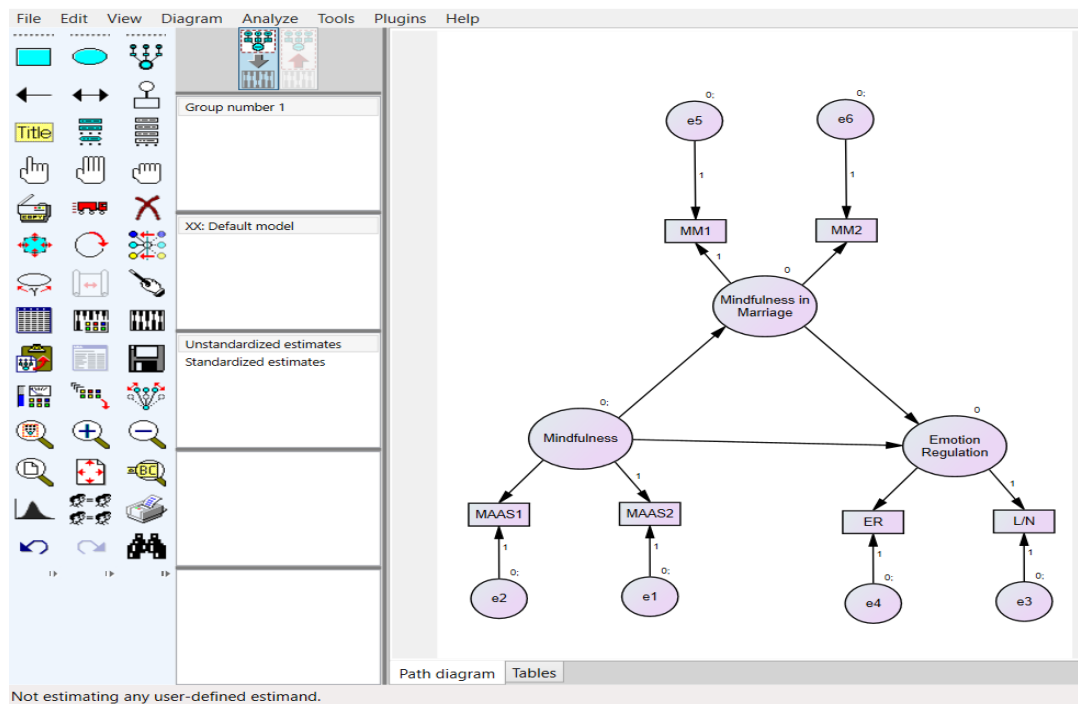 File Edit View Diagram Analyze Tools Plugins Help
Title
Group number 1
XX: Default model
Unstandardized estimates
Standardized estimates
0; 0;
e5 e6
1 1
MM1 MM2
1 0
Mindfulness in
Marriage
0; 0
Mindfulness
Emotion
Regulation
1 1
MAAS1 MAAS2 ER L/N
1 1 1 1
0; 0; 0; 0;
e2 e1 e4 e3
Path diagram Tables
Not estimating any user-defined estimand.